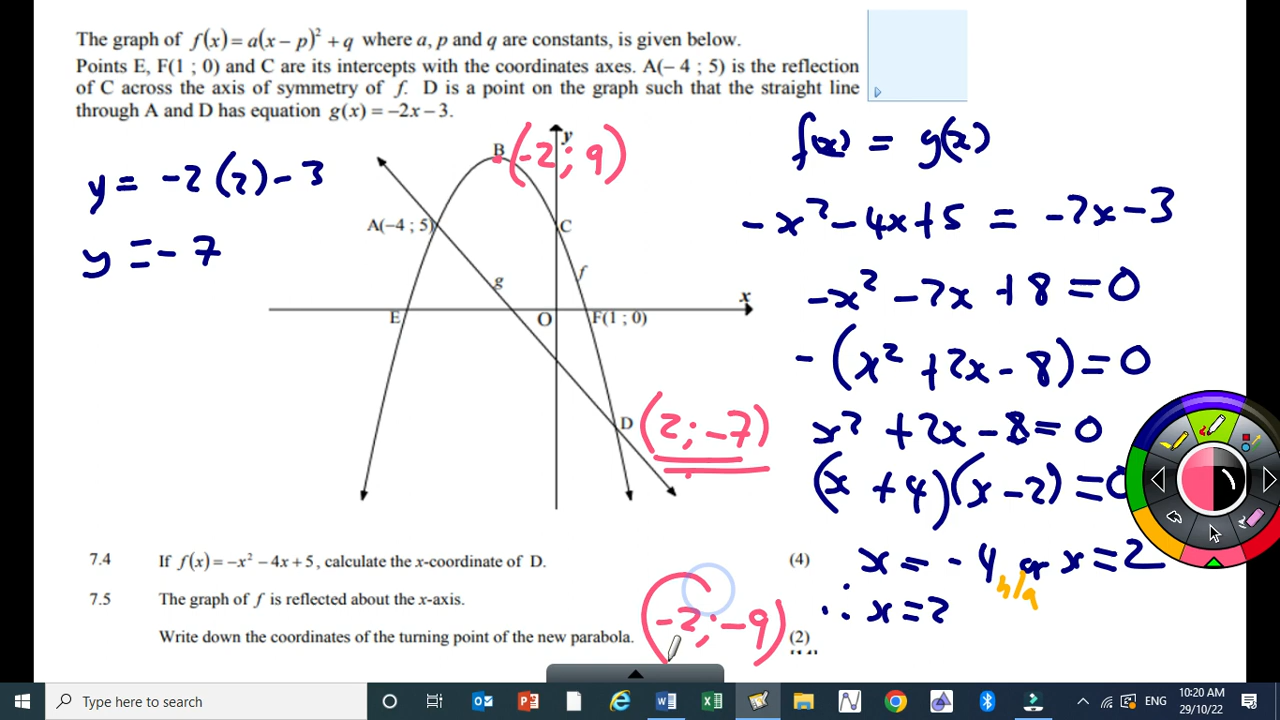 The graph of f(x) = a(x − p)² + q where a, p and q are constants, is given below.
Points E, F(1 ; 0) and C are its intercepts with the coordinates axes. A(− 4 ; 5) is the reflection
of C across the axis of symmetry of f. D is a point on the graph such that the straight line
through A and D has equation g(x) = −2x − 3.
y = -2(2) - 3
y = -7
B
(-2; 9)
y
A(−4 ; 5)
C
g
f
x
E
O
F(1 ; 0)
D
(2; -7)
f(x) = g(x)
-x² - 4x + 5 = -2x - 3
-x² - 2x + 8 = 0
-(x² + 2x - 8) = 0
x² + 2x - 8 = 0
(x + 4)(x - 2) = 0
x = -4 or x = 2
n/a
∴ x = 2
7.4 If f(x) = −x² − 4x + 5, calculate the x-coordinate of D. (4)
7.5 The graph of f is reflected about the x-axis.
Write down the coordinates of the turning point of the new parabola. (2)
(-2; -9)
Type here to search
ENG
10:20 AM
29/10/22